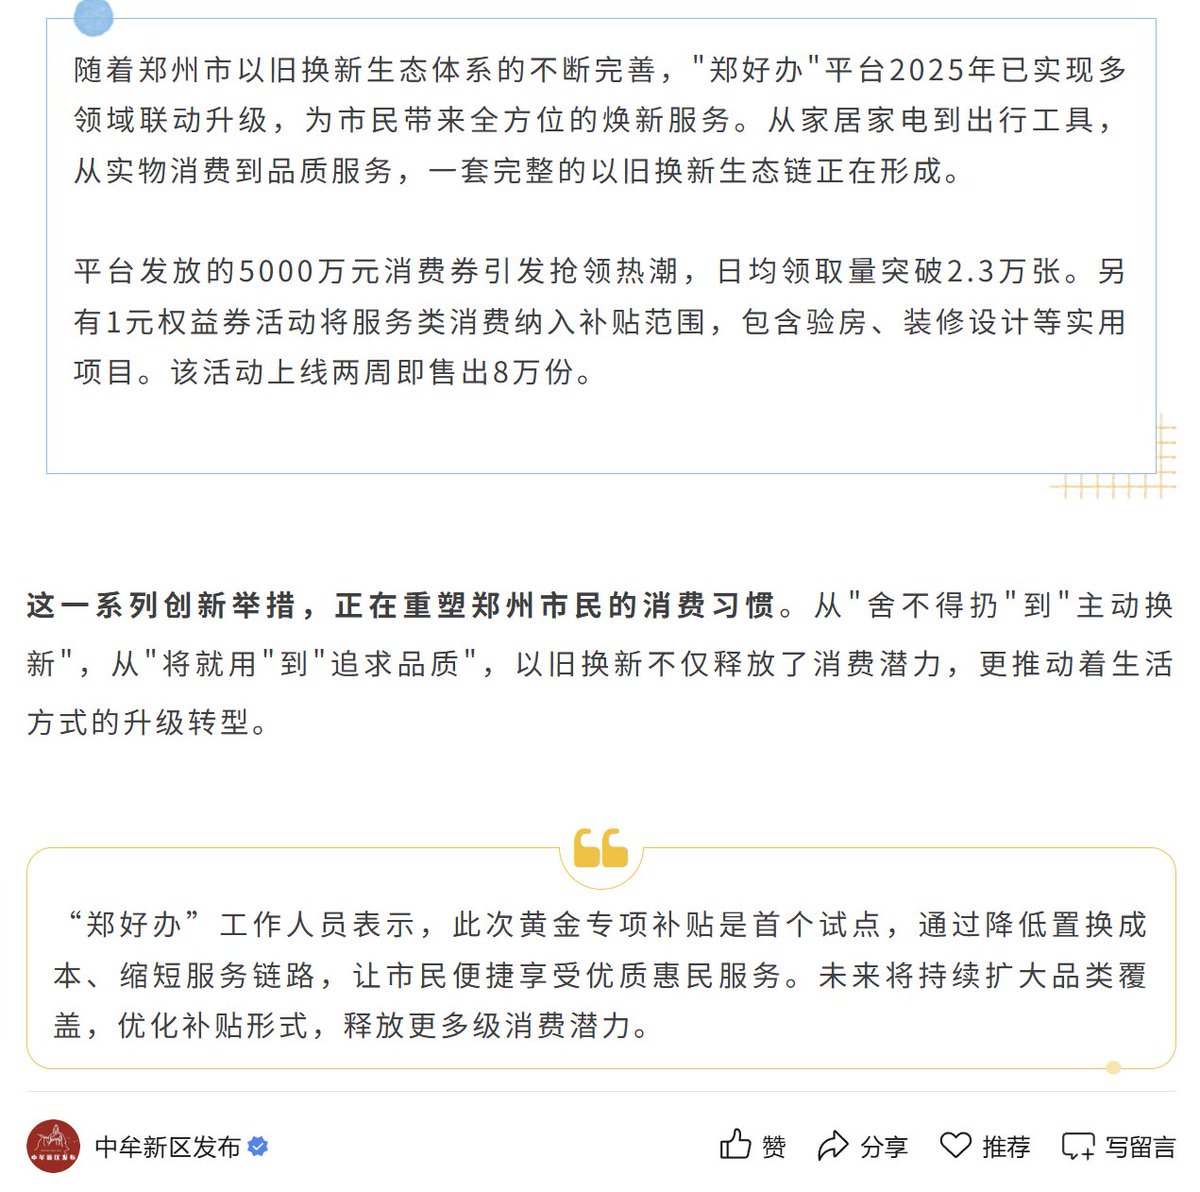 随着郑州市以旧换新生态体系的不断完善，"郑好办"平台2025年已实现多
领域联动升级，为市民带来全方位的焕新服务。从家居家电到出行工具，
从实物消费到品质服务，一套完整的以旧换新生态链正在形成。
平台发放的5000万元消费券引发抢领热潮，日均领取量突破2.3万张。另
有1元权益券活动将服务类消费纳入补贴范围，包含验房、装修设计等实用
项目。该活动上线两周即售出8万份。
这一系列创新举措，正在重塑郑州市民的消费习惯。从"舍不得扔"到"主动换
新"，从"将就用"到"追求品质"，以旧换新不仅释放了消费潜力，更推动着生活
方式的升级转型。
“郑好办”工作人员表示，此次黄金专项补贴是首个试点，通过降低置换成
本、缩短服务链路，让市民便捷享受优质惠民服务。未来将持续扩大品类覆
盖，优化补贴形式，释放更多级消费潜力。
中牟新区发布
中牟新区发布 赞 分享 推荐 写留言